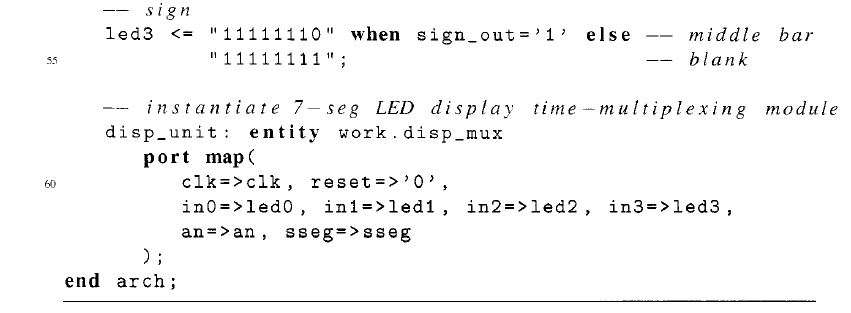 -- sign
led3 <= "11111110" when sign_out='1' else -- middle bar
55 "11111111"; -- blank
-- instantiate 7-seg LED display time-multiplexing module
disp_unit: entity work.disp_mux
port map(
60 clk=>clk, reset=>'0',
in0=>led0, in1=>led1, in2=>led2, in3=>led3,
an=>an, sseg=>sseg
);
end arch;